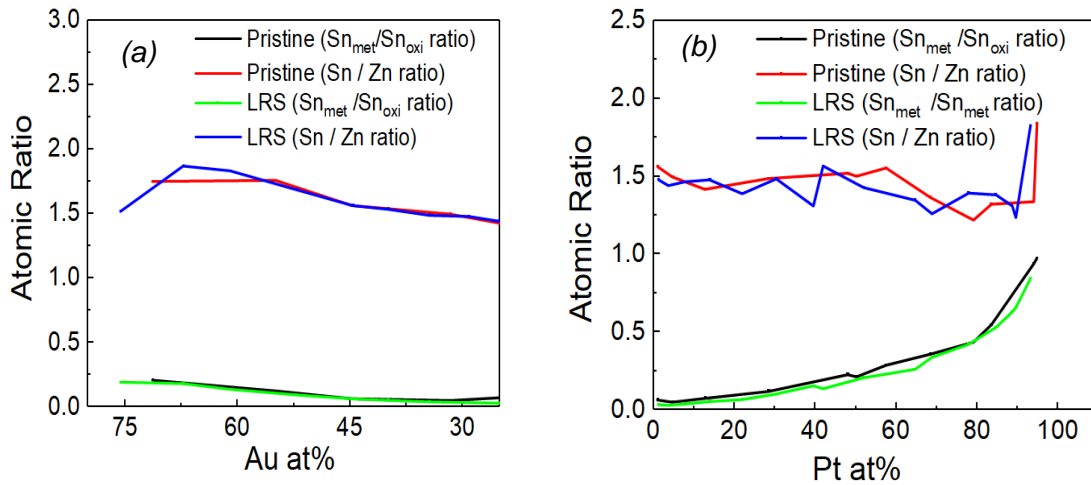 (a)
Pristine (Snmet/Snoxi ratio)
Pristine (Sn / Zn ratio)
LRS (Snmet/Snoxi ratio)
LRS (Sn / Zn ratio)
Atomic Ratio
3.0
2.5
2.0
1.5
1.0
0.5
0.0
75 60 45 30
Au at%
(b)
Pristine (Snmet /Snoxi ratio)
Pristine (Sn / Zn ratio)
LRS (Snmet /Snmet ratio)
LRS (Sn / Zn ratio)
Atomic Ratio
2.5
2.0
1.5
1.0
0.5
0.0
0 20 40 60 80 100
Pt at%